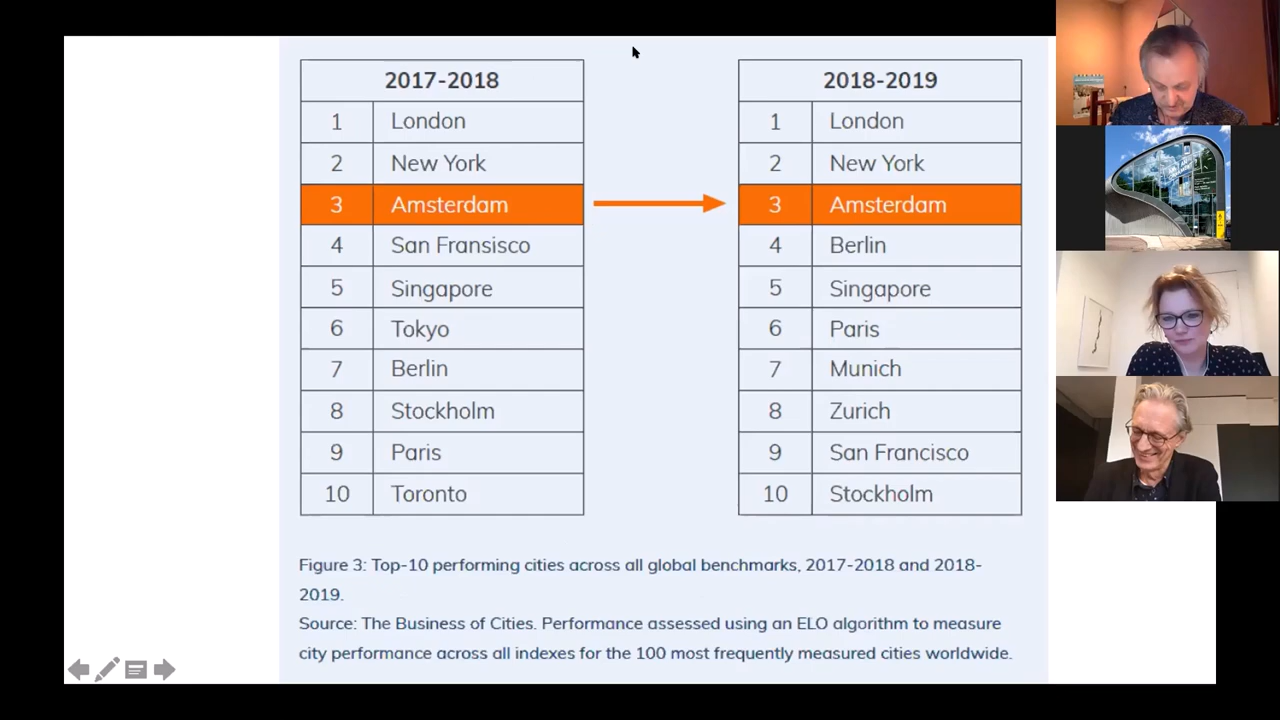 2017-2018
1 London
2 New York
3 Amsterdam
4 San Fransisco
5 Singapore
6 Tokyo
7 Berlin
8 Stockholm
9 Paris
10 Toronto
2018-2019
1 London
2 New York
3 Amsterdam
4 Berlin
5 Singapore
6 Paris
7 Munich
8 Zurich
9 San Francisco
10 Stockholm
Figure 3: Top-10 performing cities across all global benchmarks, 2017-2018 and 2018-
2019.
Source: The Business of Cities. Performance assessed using an ELO algorithm to measure
city performance across all indexes for the 100 most frequently measured cities worldwide.